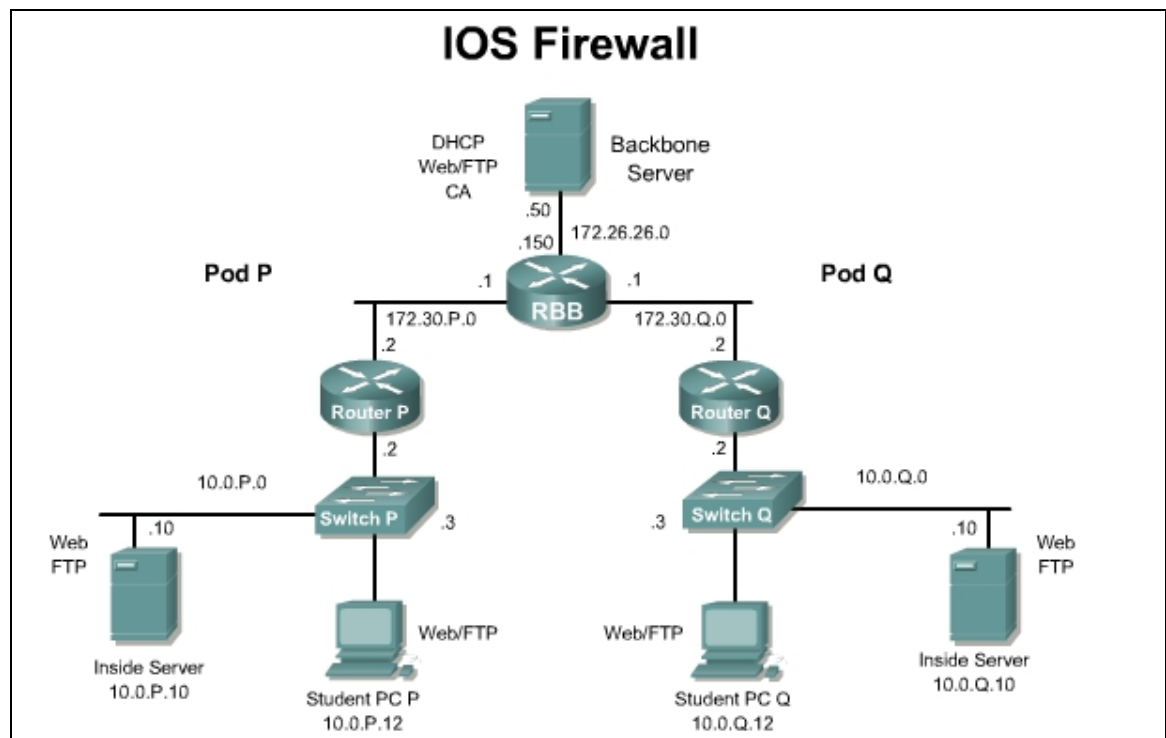 IOS Firewall
DHCP
Web/FTP
CA
Backbone
Server
.50
172.26.26.0
.150
Pod P
Pod Q
.1
.1
RBB
172.30.P.0
172.30.Q.0
.2
.2
Router P
Router Q
.2
.2
10.0.P.0
10.0.Q.0
Switch P
.3
.3
Switch Q
.10
.10
Web
FTP
Web
FTP
Web/FTP
Web/FTP
Inside Server
10.0.P.10
Student PC P
10.0.P.12
Student PC Q
10.0.Q.12
Inside Server
10.0.Q.10